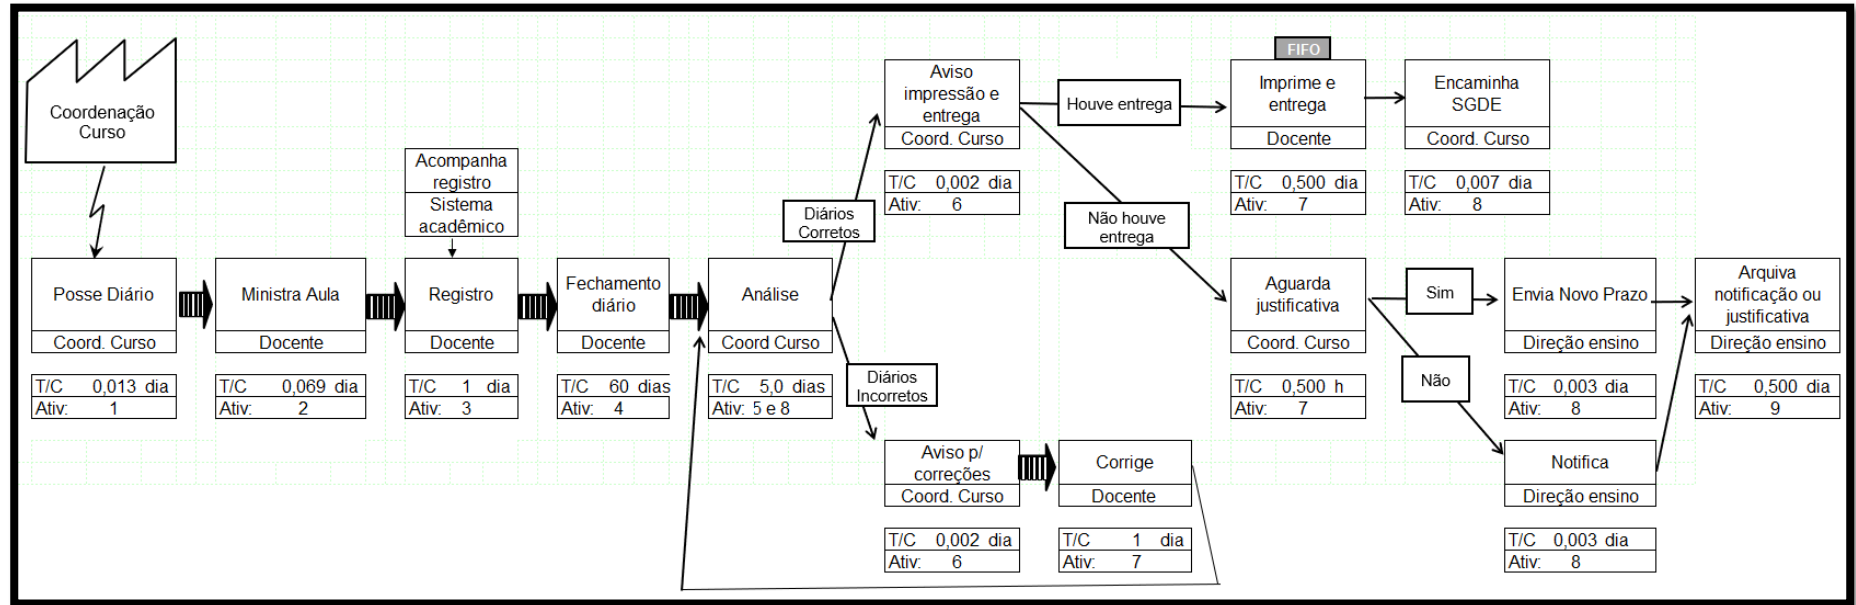 Coordenação
Curso
Posse Diário
Coord. Curso
T/C 0,013 dia
Ativ: 1
Ministra Aula
Docente
T/C 0,069 dia
Ativ: 2
Acompanha
registro
Sistema
acadêmico
Registro
Docente
T/C 1 dia
Ativ: 3
Fechamento
diário
Docente
T/C 60 dias
Ativ: 4
Análise
Coord Curso
T/C 5,0 dias
Ativ: 5 e 8
Diários
Corretos
Diários
Incorretos
Aviso
impressão e
entrega
Coord. Curso
T/C 0,002 dia
Ativ: 6
Houve entrega
Não houve
entrega
FIFO
Imprime e
entrega
Docente
T/C 0,500 dia
Ativ: 7
Encaminha
SGDE
Coord. Curso
T/C 0,007 dia
Ativ: 8
Aguarda
justificativa
Coord. Curso
T/C 0,500 h
Ativ: 7
Sim
Não
Envia Novo Prazo
Direção ensino
T/C 0,003 dia
Ativ: 8
Arquiva
notificação ou
justificativa
Direção ensino
T/C 0,500 dia
Ativ: 9
Aviso p/
correções
Coord. Curso
T/C 0,002 dia
Ativ: 6
Corrige
Docente
T/C 1 dia
Ativ: 7
Notifica
Direção ensino
T/C 0,003 dia
Ativ: 8